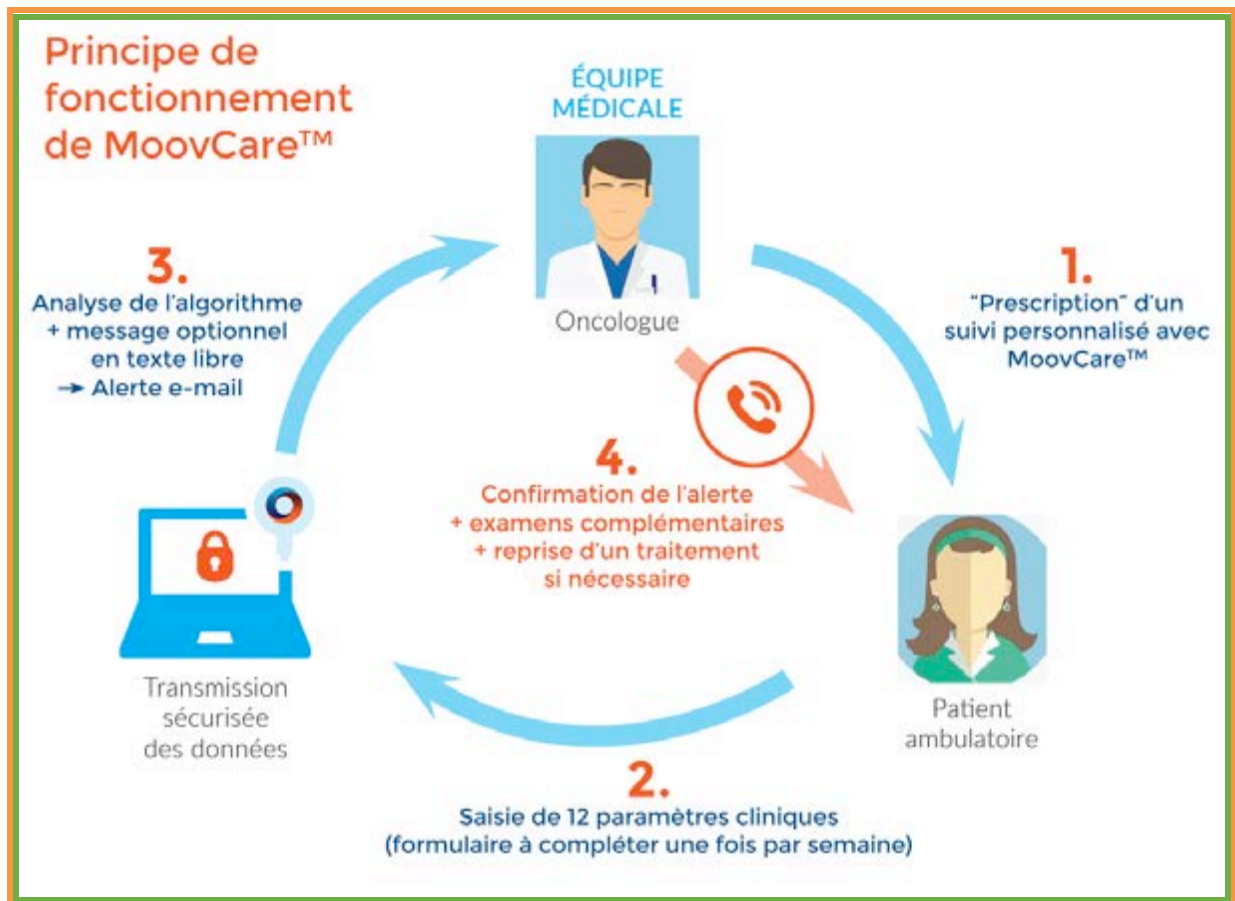 Principe de
fonctionnement
de MoovCare™
ÉQUIPE
MÉDICALE
Oncologue
1.
“Prescription” d’un
suivi personnalisé avec
MoovCare™
3.
Analyse de l’algorithme
+ message optionnel
en texte libre
→ Alerte e-mail
4.
Confirmation de l’alerte
+ examens complémentaires
+ reprise d’un traitement
si nécessaire
Transmission
sécurisée
des données
Patient
ambulatoire
2.
Saisie de 12 paramètres cliniques
(formulaire à compléter une fois par semaine)